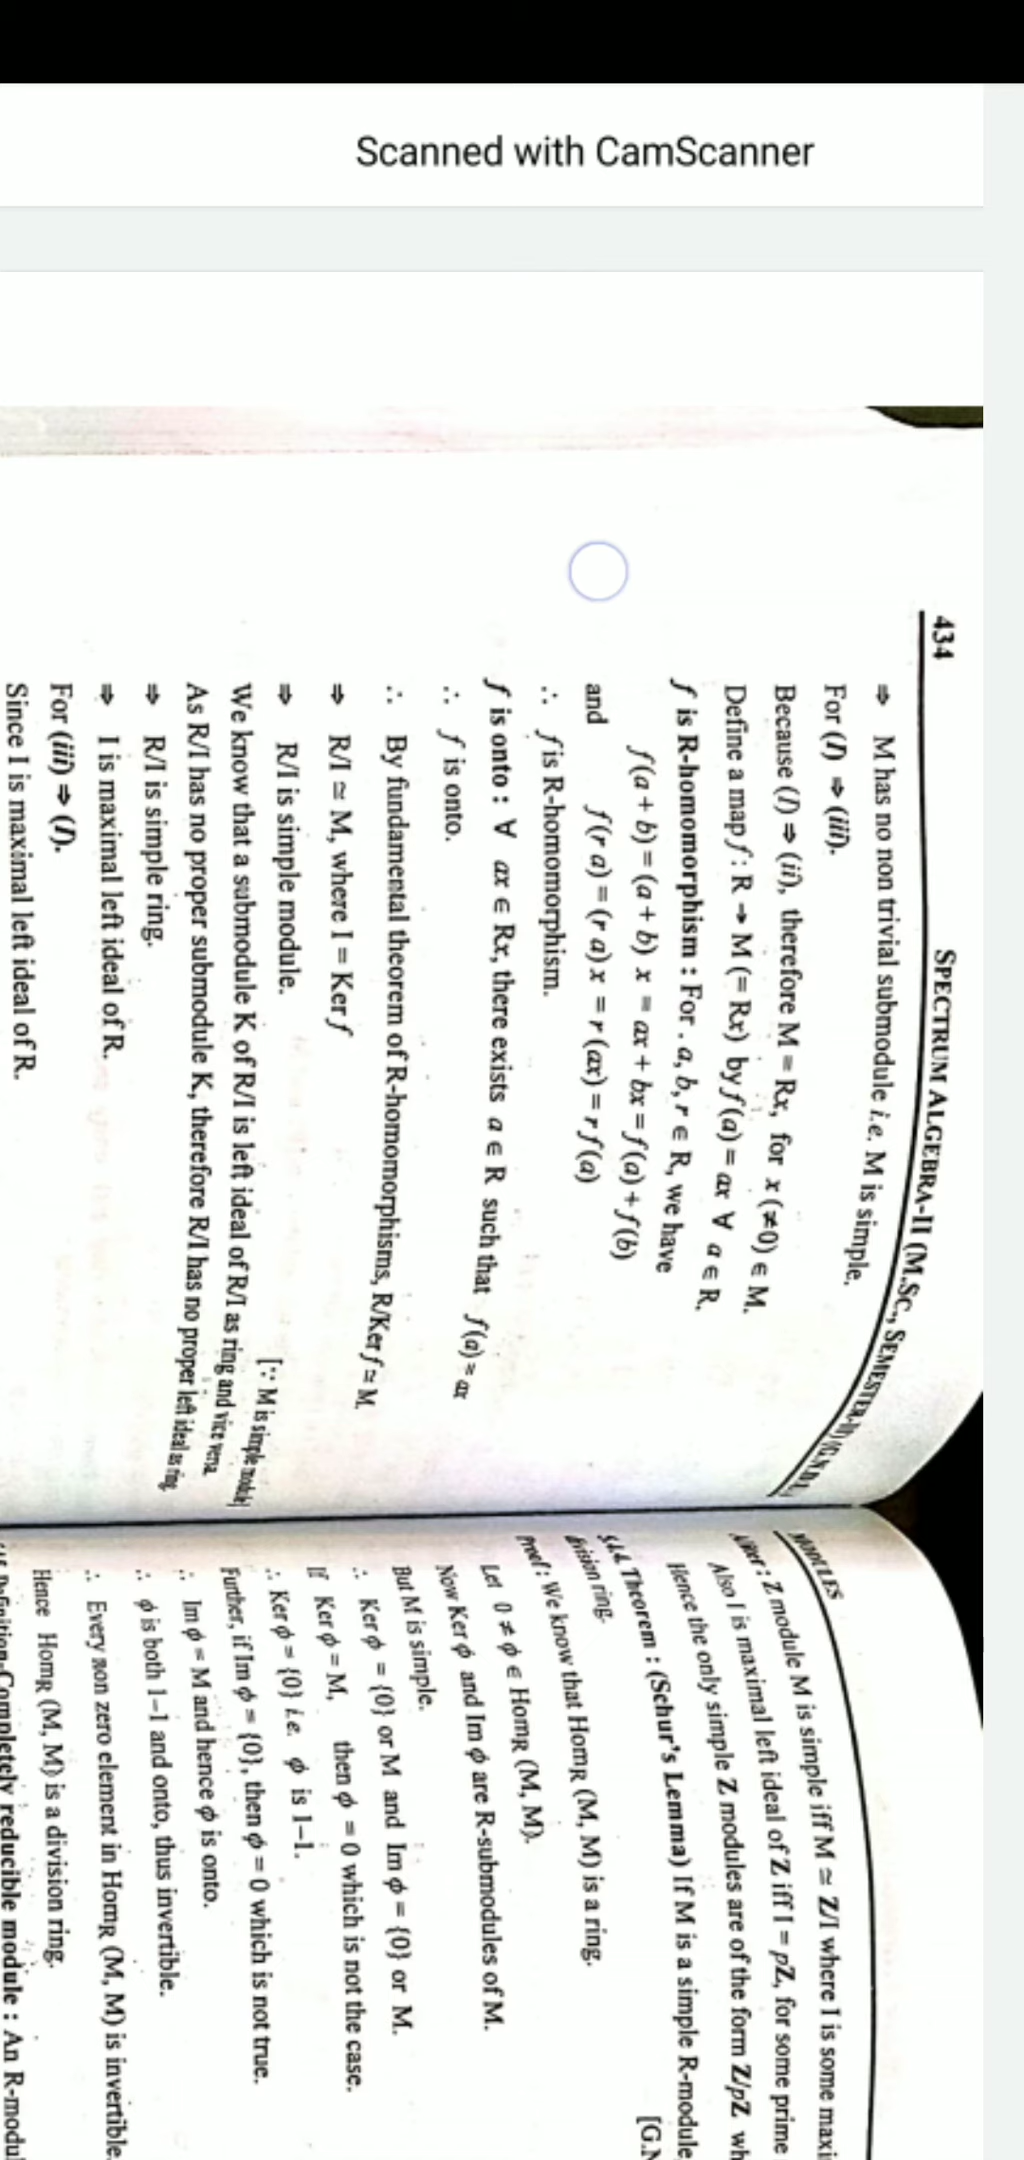 Scanned with CamScanner
434 SPECTRUM ALGEBRA-II (M.SC., SEMESTER-II)
⇒ M has no non trivial submodule i.e. M is simple.
For (I) ⇒ (iii).
Because (I) ⇒ (ii), therefore M = Rx, for x (≠0) ∈ M.
Define a map f : R → M (= Rx) by f (a) = ax ∀ a ∈ R.
f is R-homomorphism : For . a, b, r ∈ R, we have
f (a + b) = (a + b) x = ax + bx = f (a) + f (b)
and f (r a) = (r a) x = r (ax) = r f (a)
∴ f is R-homomorphism.
f is onto : ∀ ax ∈ Rx, there exists a ∈ R such that f (a) = ax
∴ f is onto.
∴ By fundamental theorem of R-homomorphisms, R/Ker f ≃ M.
⇒ R/I ≃ M, where I = Ker f
⇒ R/I is simple module. [∵ M is simple module]
We know that a submodule K of R/I is left ideal of R/I as ring and vice versa.
As R/I has no proper submodule K, therefore R/I has no proper left ideal as ring.
⇒ R/I is simple ring.
⇒ I is maximal left ideal of R.
For (iii) ⇒ (I).
Since I is maximal left ideal of R.
MODULES
: Z module M is simple iff M ≃ Z/I where I is some maxi
Also I is maximal left ideal of Z iff I = pZ, for some prime
Hence the only simple Z modules are of the form Z/pZ wh
[G.N
Theorem : (Schur's Lemma) If M is a simple R-module,
division ring.
Proof : We know that HomR (M, M) is a ring.
Let 0 ≠ ϕ ∈ HomR (M, M).
Now Ker ϕ and Im ϕ are R-submodules of M.
But M is simple.
∴ Ker ϕ = {0} or M and Im ϕ = {0} or M.
If Ker ϕ = M, then ϕ = 0 which is not the case.
∴ Ker ϕ = {0} i.e. ϕ is 1–1.
Further, if Im ϕ = {0}, then ϕ = 0 which is not true.
∴ Im ϕ = M and hence ϕ is onto.
∴ ϕ is both 1–1 and onto, thus invertible.
∴ Every non zero element in HomR (M, M) is invertible.
Hence HomR (M, M) is a division ring.
Definition-Completely reducible module : An R-modul